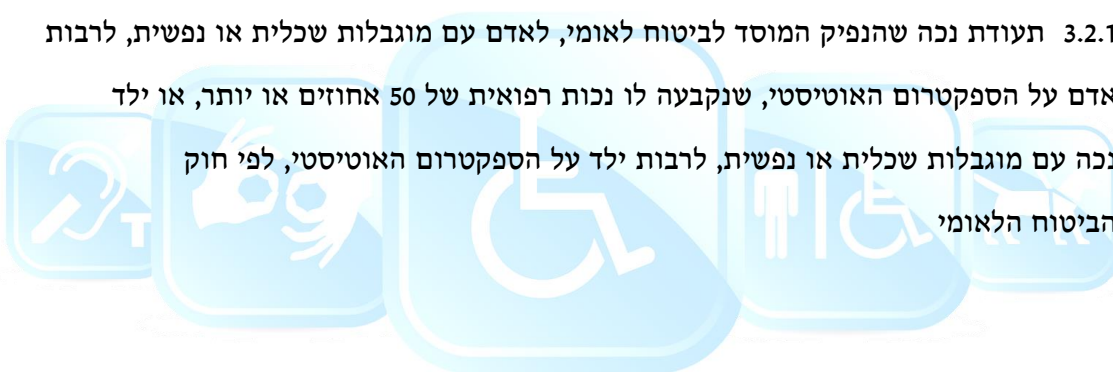 3.2.1 תעודת נכה שהנפיק המוסד לביטוח לאומי, לאדם עם מוגבלות שכלית או נפשית, לרבות
אדם על הספקטרום האוטיסטי, שנקבעה לו נכות רפואית של 50 אחוזים או יותר, או ילד
נכה עם מוגבלות שכלית או נפשית, לרבות ילד על הספקטרום האוטיסטי, לפי חוק
הביטוח הלאומי
T